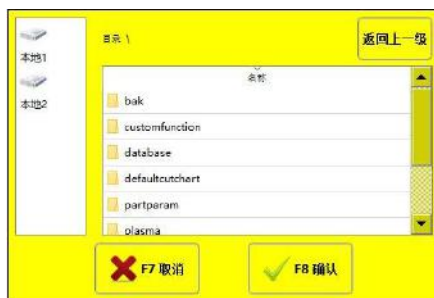 本地1
本地2
目录 \
返回上一级
名称
bak
customfunction
database
defaultcutchart
partparam
plasma
F7 取消
F8 确认